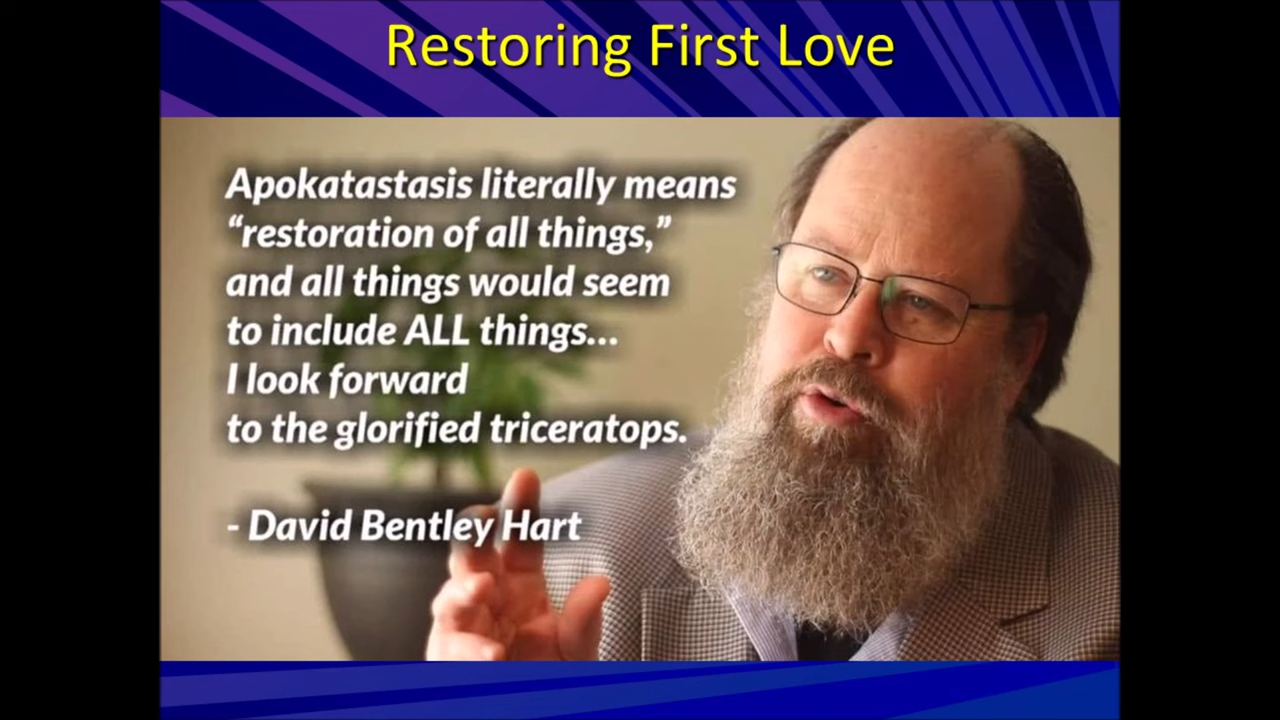 Restoring First Love
Apokatastasis literally means
“restoration of all things,”
and all things would seem
to include ALL things...
I look forward
to the glorified triceratops.
- David Bentley Hart